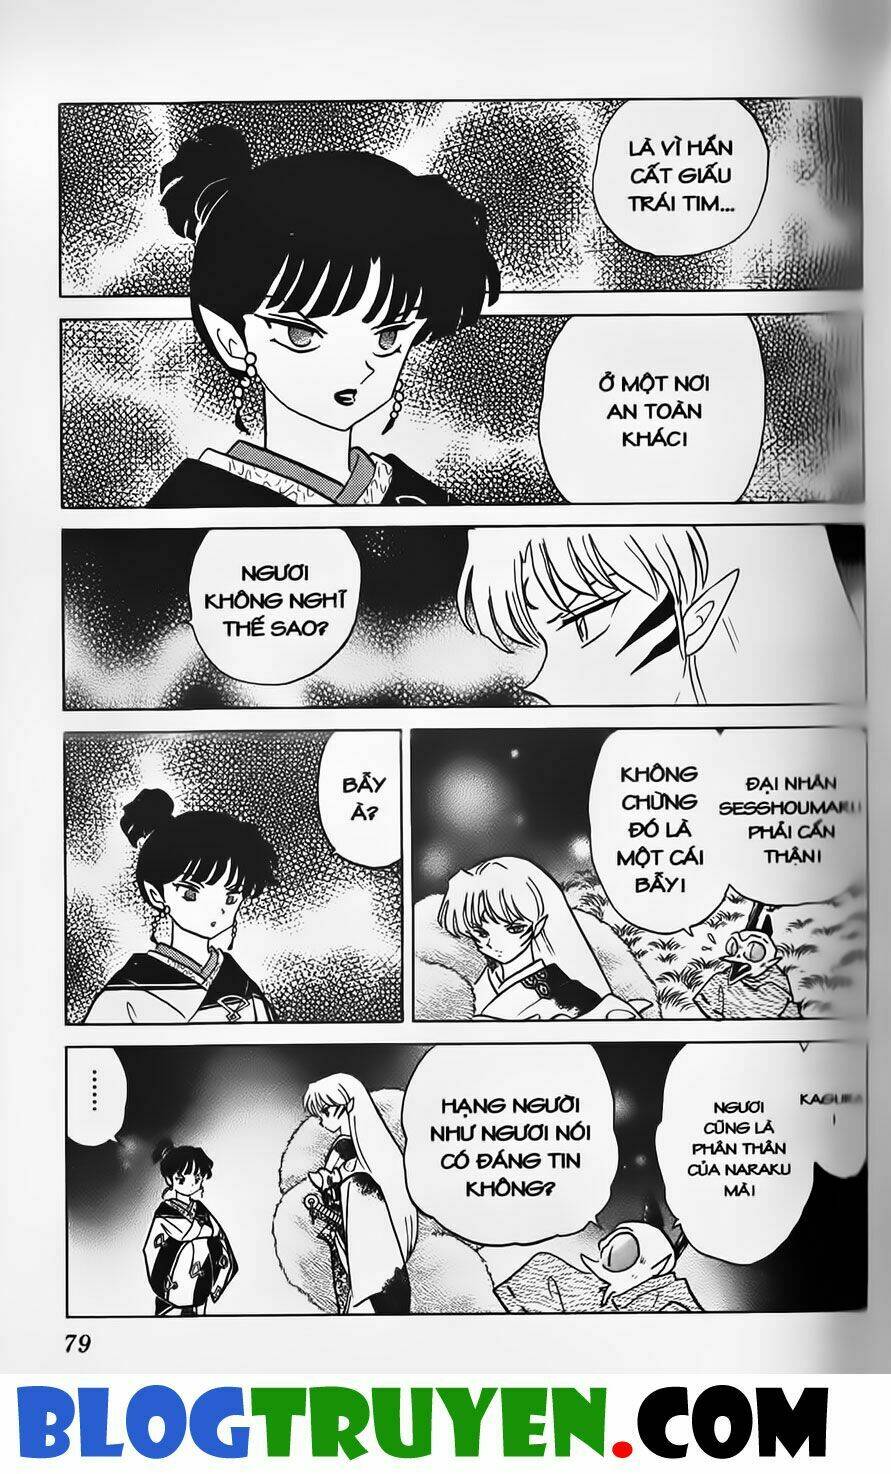 LÀ VÌ HẮN
CẤT GIẤU
TRÁI TIM...
Ở MỘT NƠI
AN TOÀN
KHÁC!
NGƯƠI
KHÔNG NGHĨ
THẾ SAO?
ĐẠI NHÂN
SESSHOUMARU
PHẢI CẨN
THẬN!
KHÔNG
CHỪNG
ĐÓ LÀ
MỘT CÁI
BẪY!
BẪY
À?
KAGURA
!
NGƯƠI
CŨNG LÀ
PHÂN THÂN
CỦA NARAKU
MÀ!
HẠNG NGƯỜI
NHƯ NGƯƠI NÓI
CÓ ĐÁNG TIN
KHÔNG?
......
79
BLOGTRUYEN.COM